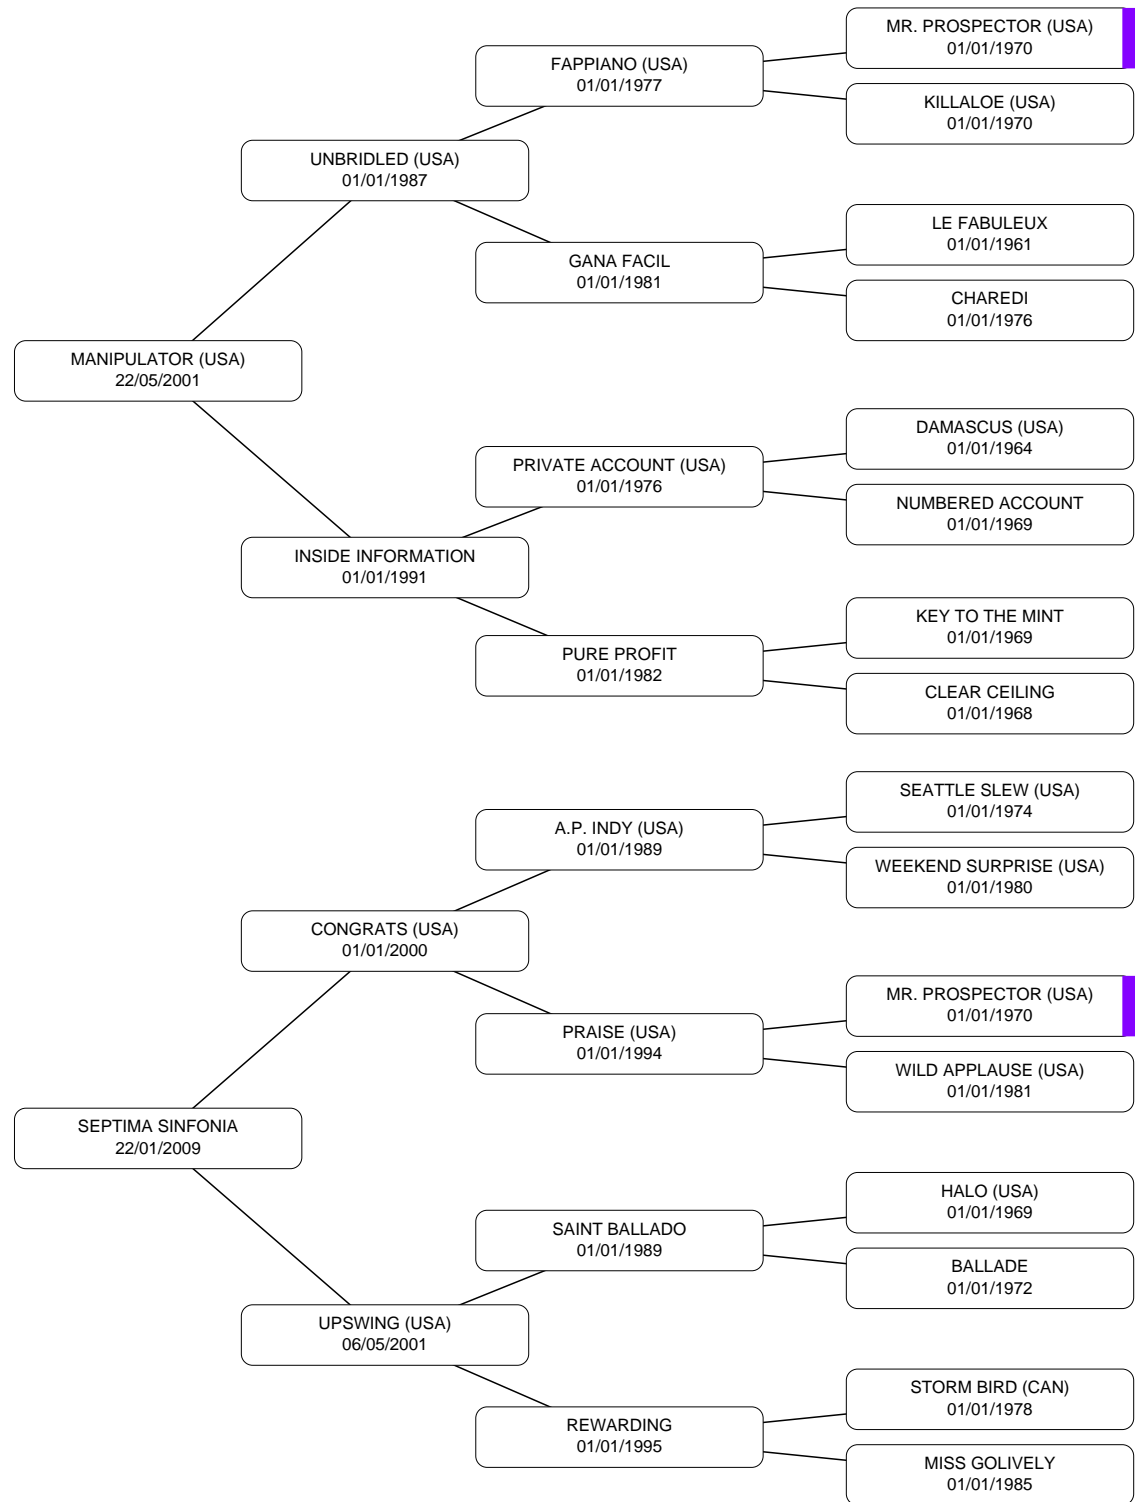 MR. PROSPECTOR (USA)
01/01/1970
FAPPIANO (USA)
01/01/1977
KILLALOE (USA)
01/01/1970
UNBRIDLED (USA)
01/01/1987
LE FABULEUX
01/01/1961
GANA FACIL
01/01/1981
CHAREDI
01/01/1976
MANIPULATOR (USA)
22/05/2001
DAMASCUS (USA)
01/01/1964
PRIVATE ACCOUNT (USA)
01/01/1976
NUMBERED ACCOUNT
01/01/1969
INSIDE INFORMATION
01/01/1991
KEY TO THE MINT
01/01/1969
PURE PROFIT
01/01/1982
CLEAR CEILING
01/01/1968
SEATTLE SLEW (USA)
01/01/1974
A.P. INDY (USA)
01/01/1989
WEEKEND SURPRISE (USA)
01/01/1980
CONGRATS (USA)
01/01/2000
MR. PROSPECTOR (USA)
01/01/1970
PRAISE (USA)
01/01/1994
WILD APPLAUSE (USA)
01/01/1981
SEPTIMA SINFONIA
22/01/2009
HALO (USA)
01/01/1969
SAINT BALLADO
01/01/1989
BALLADE
01/01/1972
UPSWING (USA)
06/05/2001
STORM BIRD (CAN)
01/01/1978
REWARDING
01/01/1995
MISS GOLIVELY
01/01/1985